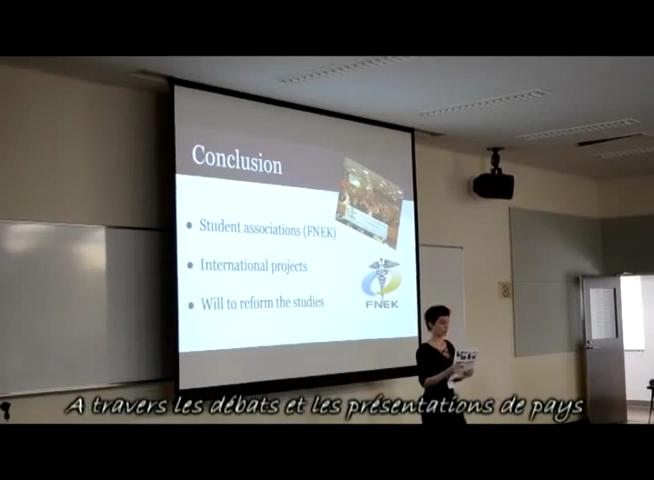 Conclusion
• Student associations (FNEK)
• International projects
• Will to reform the studies
FNEK
A travers les débats et les présentations de pays